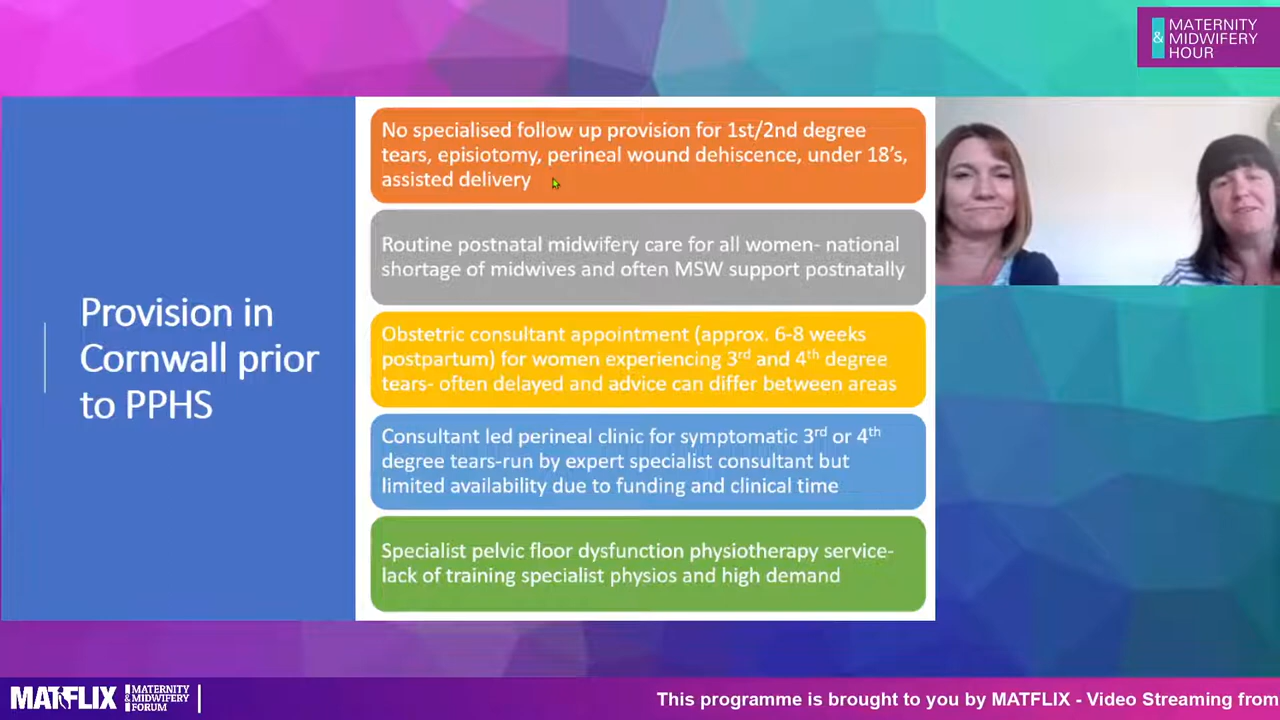 MATERNITY
& MIDWIFERY
HOUR
No specialised follow up provision for 1st/2nd degree
tears, episiotomy, perineal wound dehiscence, under 18's,
assisted delivery
Routine postnatal midwifery care for all women- national
shortage of midwives and often MSW support postnatally
Provision in
Cornwall prior
to PPHS
Obstetric consultant appointment (approx. 6-8 weeks
postpartum) for women experiencing 3rd and 4th degree
tears- often delayed and advice can differ between areas
Consultant led perineal clinic for symptomatic 3rd or 4th
degree tears-run by expert specialist consultant but
limited availability due to funding and clinical time
Specialist pelvic floor dysfunction physiotherapy service-
lack of training specialist physios and high demand
MATFLIX
MATERNITY
& MIDWIFERY
FORUM
This programme is brought to you by MATFLIX - Video Streaming from